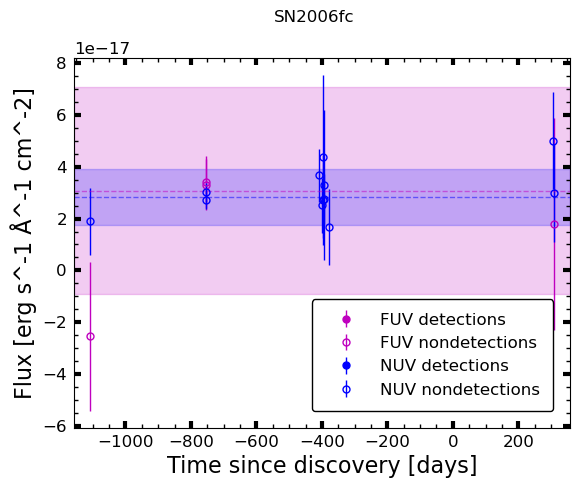 SN2006fc
1e−17
8
6
4
2
0
−2
−4
−6
Flux [erg s^-1 Å^-1 cm^-2]
FUV detections
FUV nondetections
NUV detections
NUV nondetections
−1000 −800 −600 −400 −200 0 200
Time since discovery [days]